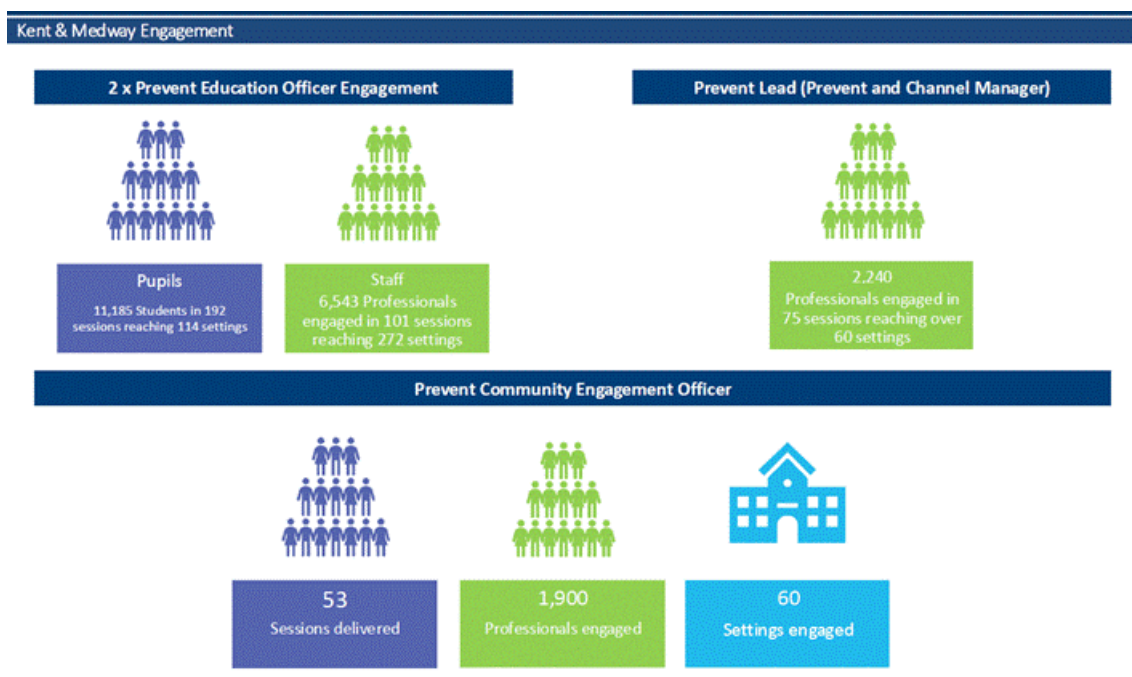 Kent & Medway Engagement
2 x Prevent Education Officer Engagement
Prevent Lead (Prevent and Channel Manager)
Pupils
11,185 Students in 192
sessions reaching 114 settings
Staff
6,543 Professionals
engaged in 101 sessions
reaching 272 settings
2,240
Professionals engaged in
75 sessions reaching over
60 settings
Prevent Community Engagement Officer
53
Sessions delivered
1,900
Professionals engaged
60
Settings engaged